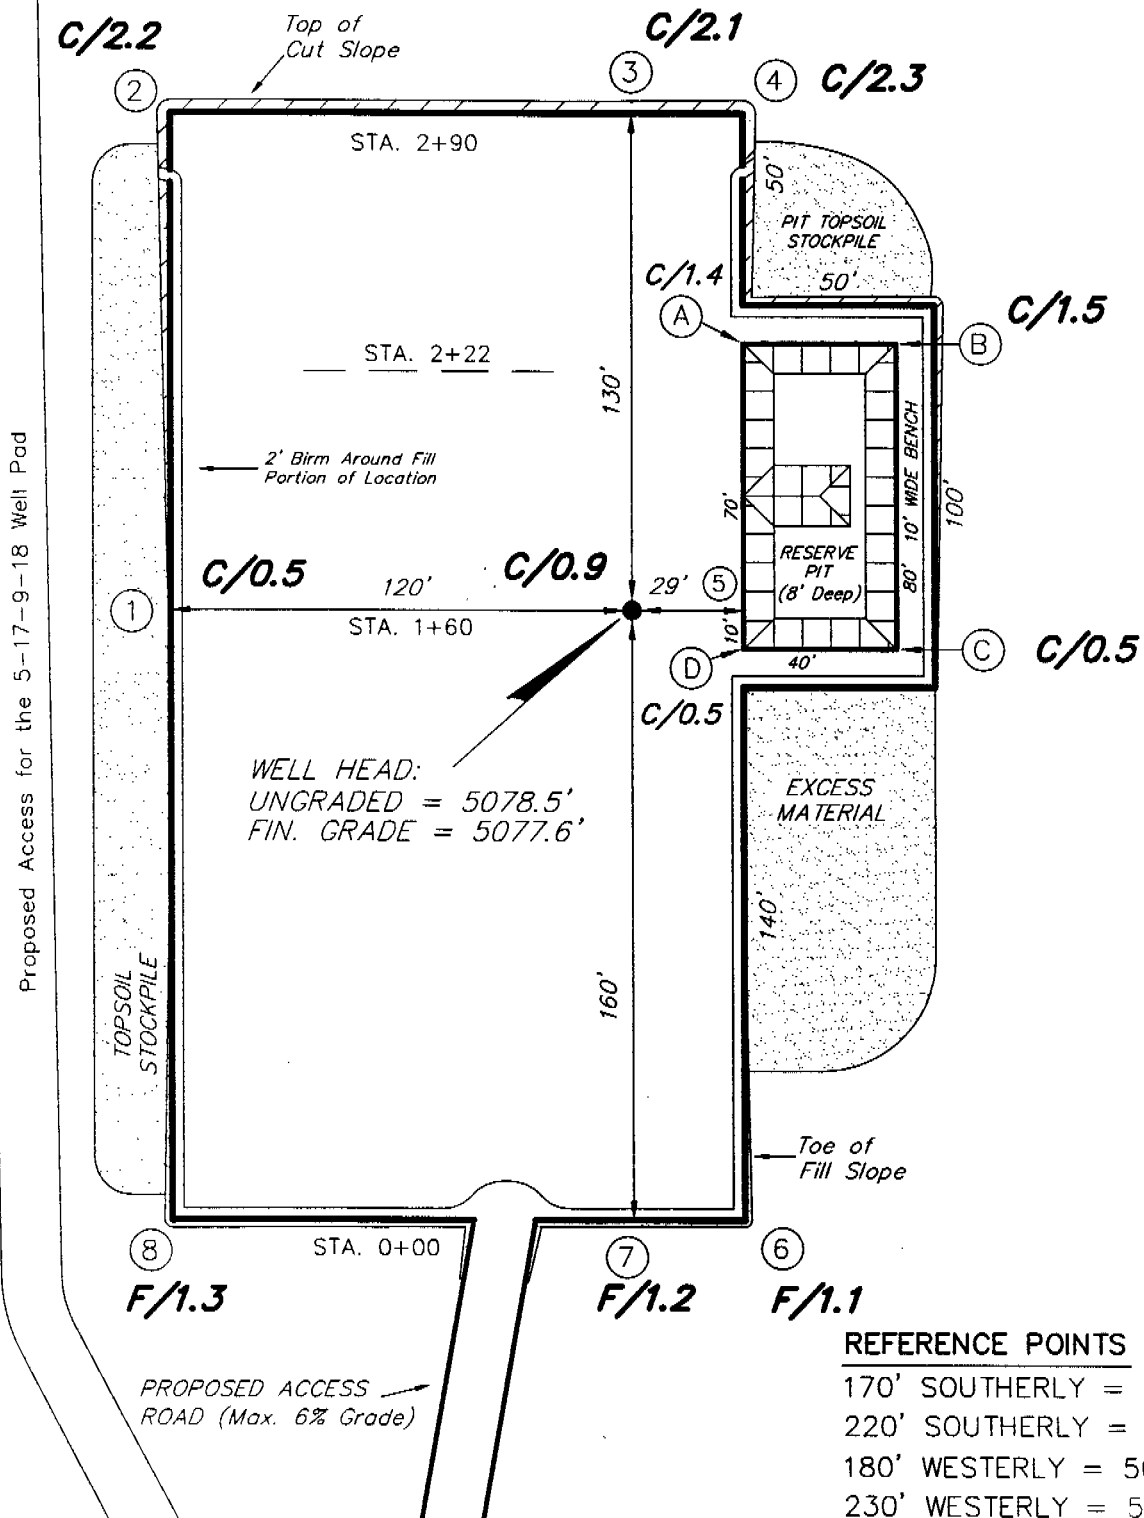 C/2.2
Top of
Cut Slope
C/2.1
2
3
4
C/2.3
STA. 2+90
50'
PIT TOPSOIL
STOCKPILE
50'
C/1.4
A
C/1.5
B
STA. 2+22
130'
2' Birm Around Fill
Portion of Location
10' WIDE BENCH
100'
70'
RESERVE
PIT
(8' Deep)
80'
C/0.5
120'
C/0.9
29'
5
1
STA. 1+60
10'
D
40'
C
C/0.5
C/0.5
WELL HEAD:
UNGRADED = 5078.5'
FIN. GRADE = 5077.6'
EXCESS
MATERIAL
Proposed Access for the 5-17-9-18 Well Pad
140'
160'
TOPSOIL
STOCKPILE
Toe of
Fill Slope
8
STA. 0+00
7
6
F/1.3
F/1.2
F/1.1
REFERENCE POINTS
PROPOSED ACCESS
ROAD (Max. 6% Grade)
170' SOUTHERLY =
220' SOUTHERLY =
180' WESTERLY = 50
230' WESTERLY = 5